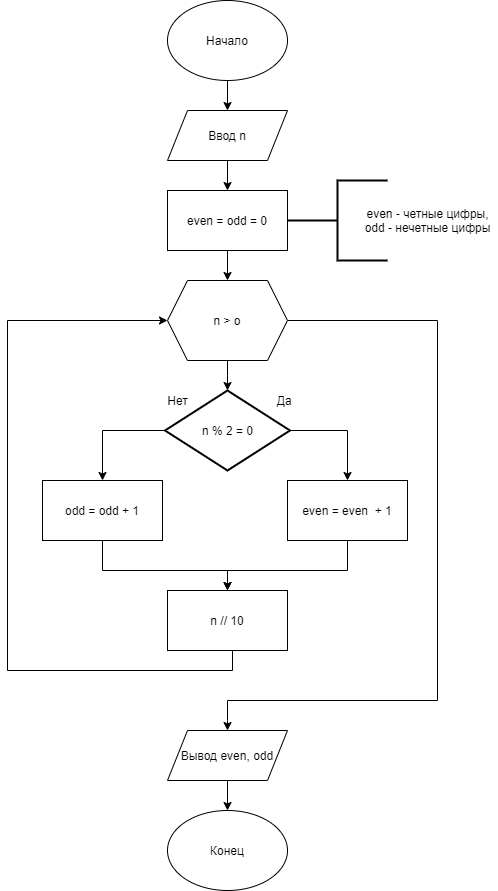 Начало
Ввод n
even = odd = 0
even - четные цифры,
odd - нечетные цифры
n > o
Нет
Да
n % 2 = 0
odd = odd + 1
even = even + 1
n // 10
Вывод even, odd
Конец